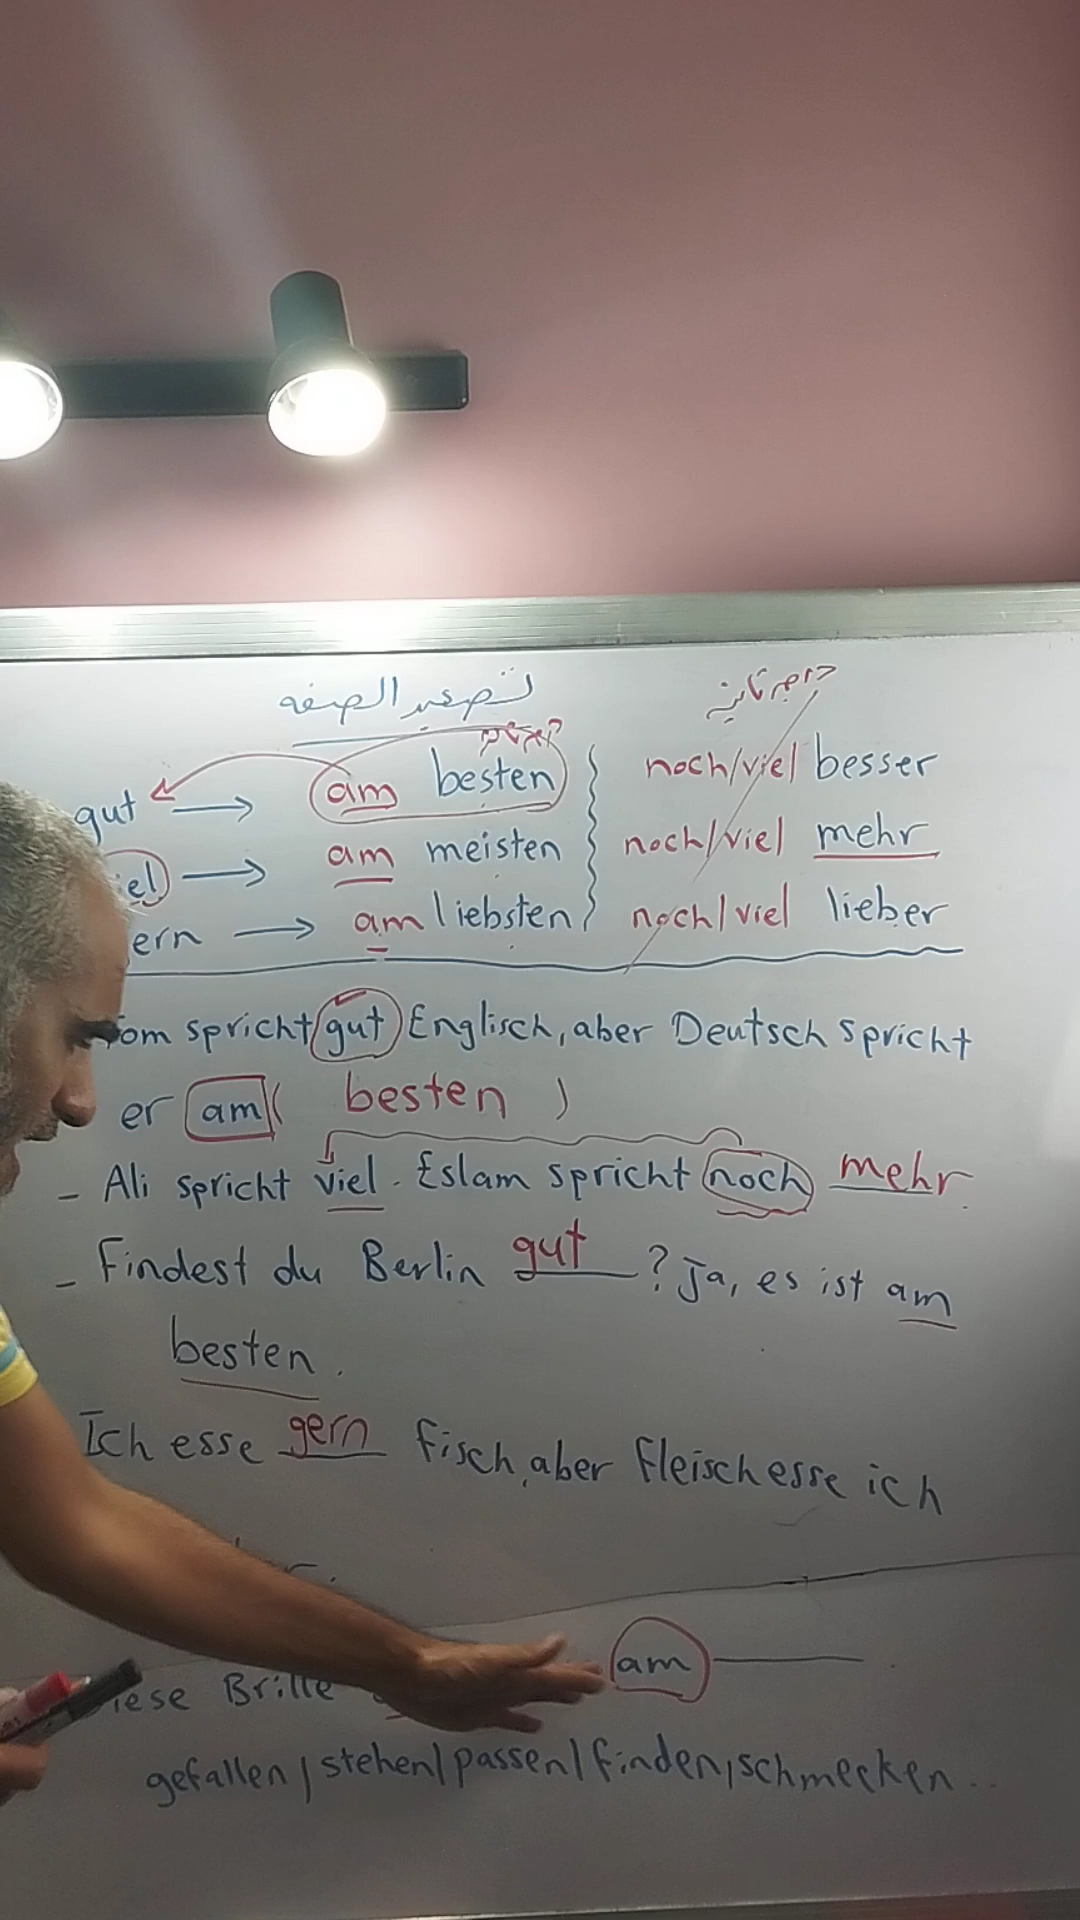 تصعيد الصفة
gut → am besten noch/viel besser
el → am meisten noch/viel mehr
ern → am liebsten noch/viel lieber
om spricht gut Englisch, aber Deutsch spricht
er am ( besten )
- Ali spricht viel. Eslam spricht noch mehr.
- Findest du Berlin gut ? Ja, es ist am
besten.
Ich esse gern Fisch, aber Fleisch esse ich
iese Brille am
gefallen / stehen / passen / finden / schmecken ..